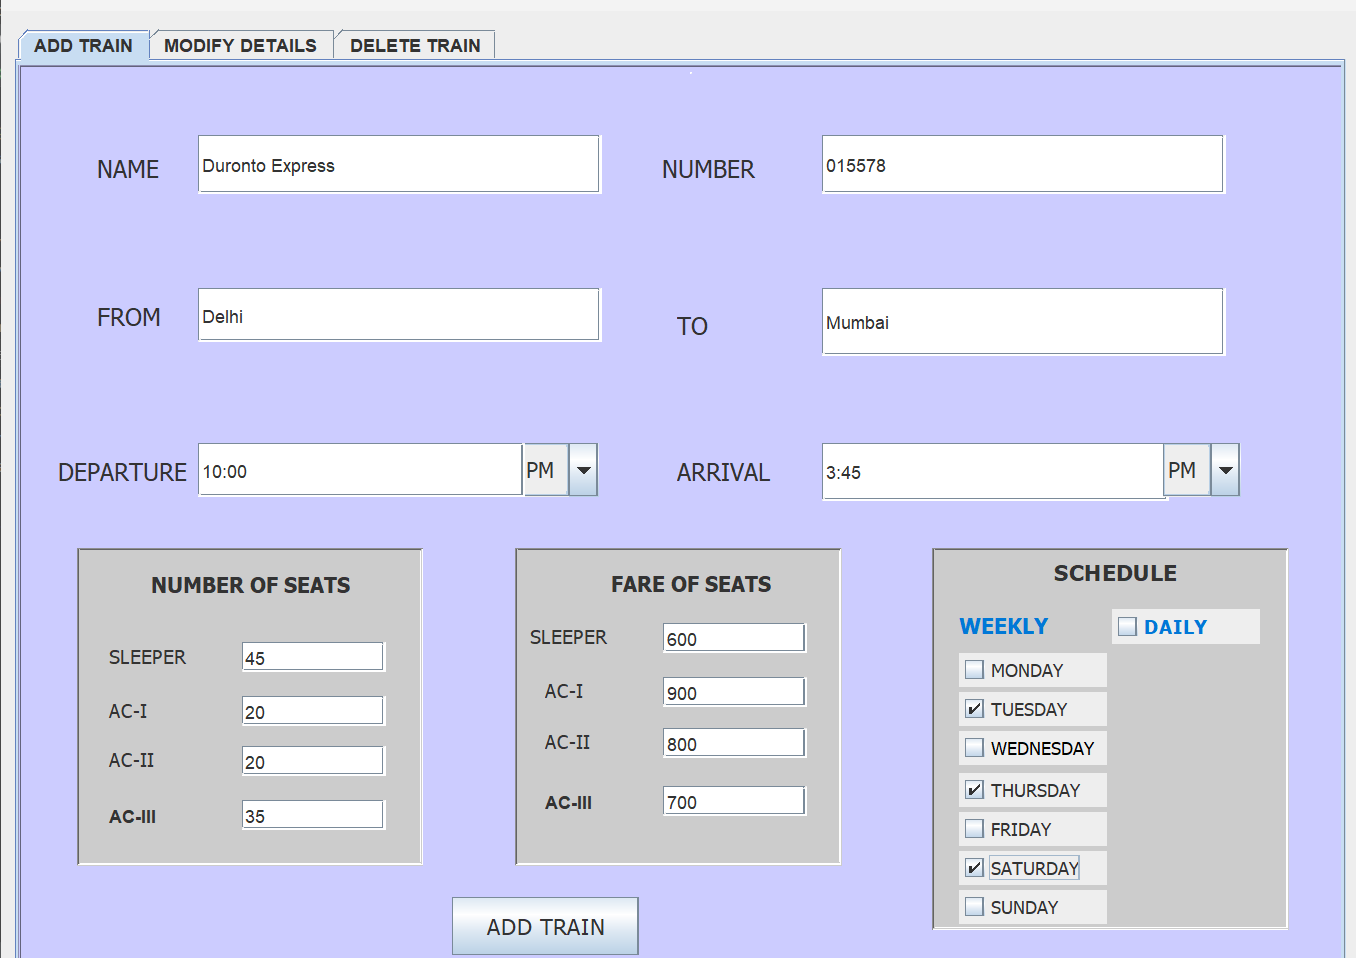 ADD TRAIN MODIFY DETAILS DELETE TRAIN
NAME Duronto Express NUMBER 015578
FROM Delhi TO Mumbai
DEPARTURE 10:00 PM ARRIVAL 3:45 PM
NUMBER OF SEATS
SLEEPER 45
AC-I 20
AC-II 20
AC-III 35
FARE OF SEATS
SLEEPER 600
AC-I 900
AC-II 800
AC-III 700
SCHEDULE
WEEKLY DAILY
MONDAY
TUESDAY
WEDNESDAY
THURSDAY
FRIDAY
SATURDAY
SUNDAY
ADD TRAIN